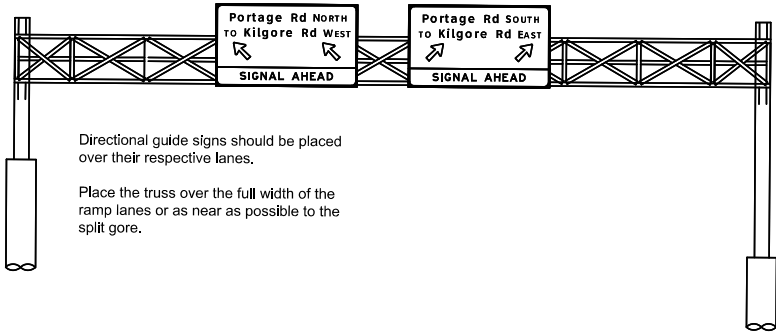 Portage Rd NORTH
TO Kilgore Rd WEST
SIGNAL AHEAD
Portage Rd SOUTH
TO Kilgore Rd EAST
SIGNAL AHEAD
Directional guide signs should be placed
over their respective lanes.
Place the truss over the full width of the
ramp lanes or as near as possible to the
split gore.